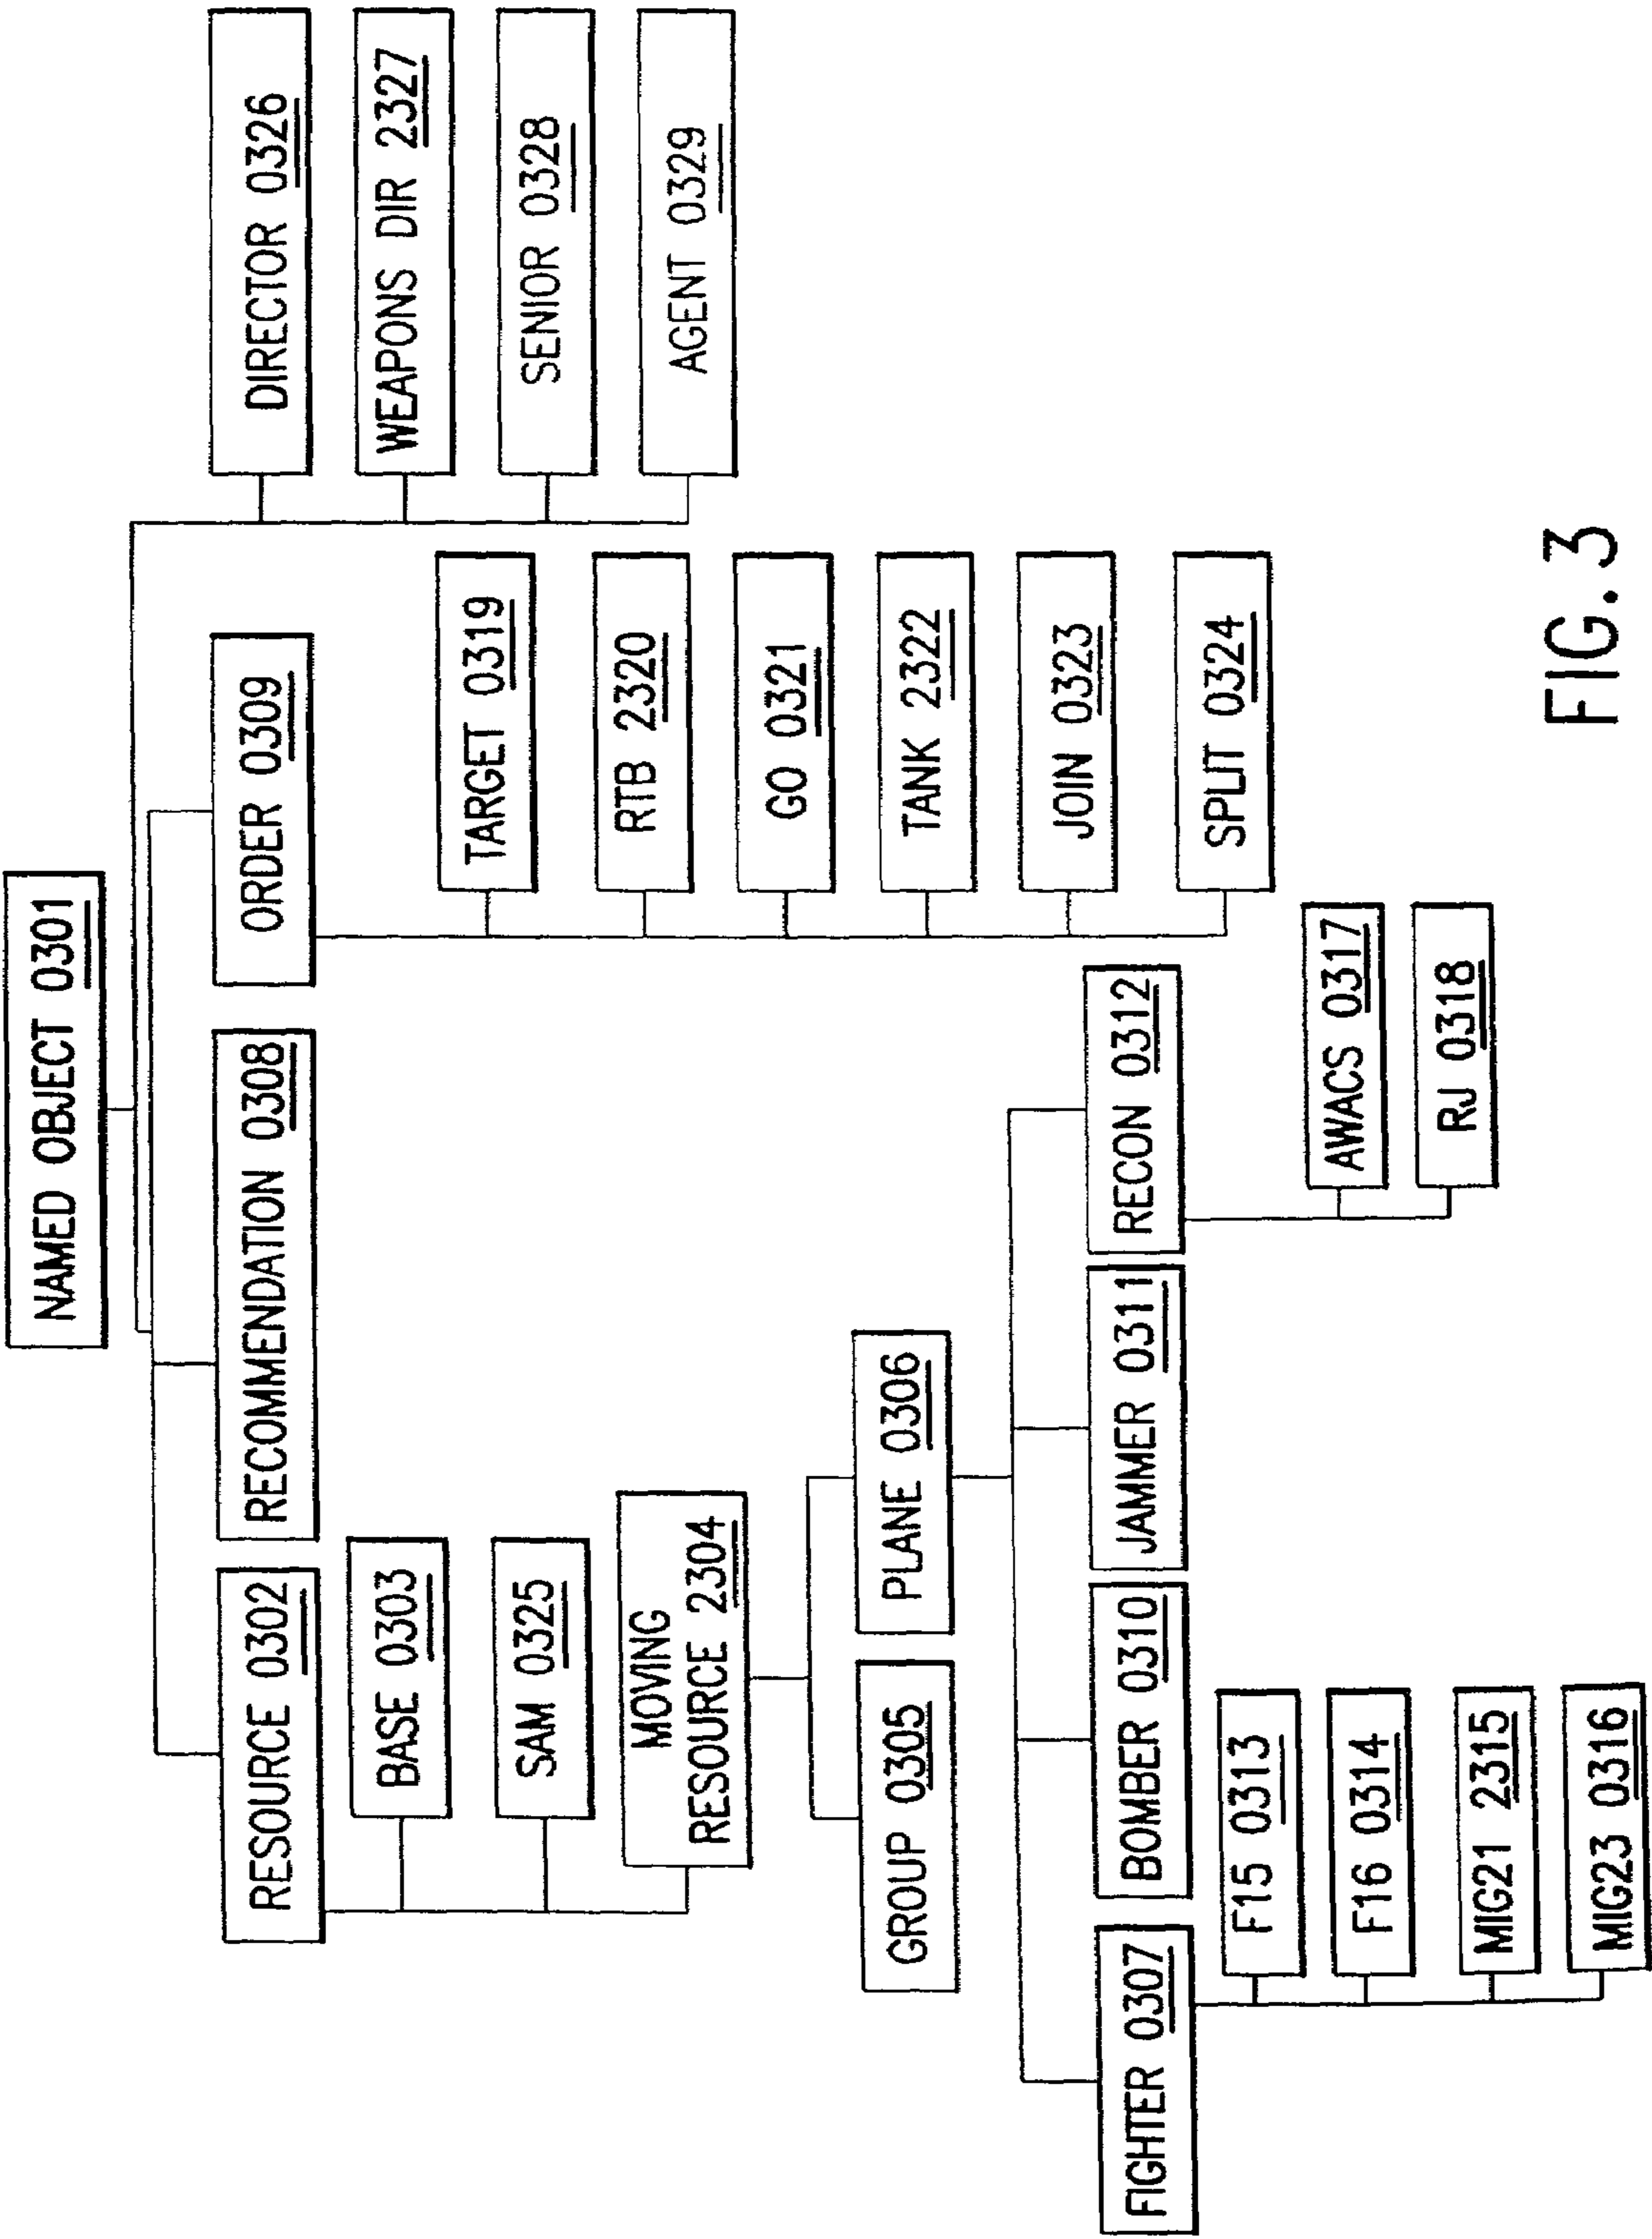 NAMED OBJECT 0301
RESOURCE 0302
RECOMMENDATION 0308
ORDER 0309
DIRECTOR 0326
WEAPONS DIR 2327
SENIOR 0328
AGENT 0329
BASE 0303
SAM 0325
MOVING
RESOURCE 2304
TARGET 0319
RTB 2320
GO 0321
TANK 2322
JOIN 0323
SPLIT 0324
GROUP 0305
PLANE 0306
FIGHTER 0307
BOMBER 0310
JAMMER 0311
RECON 0312
F15 0313
F16 0314
MIG21 2315
MIG23 0316
AWACS 0317
RJ 0318
FIG. 3